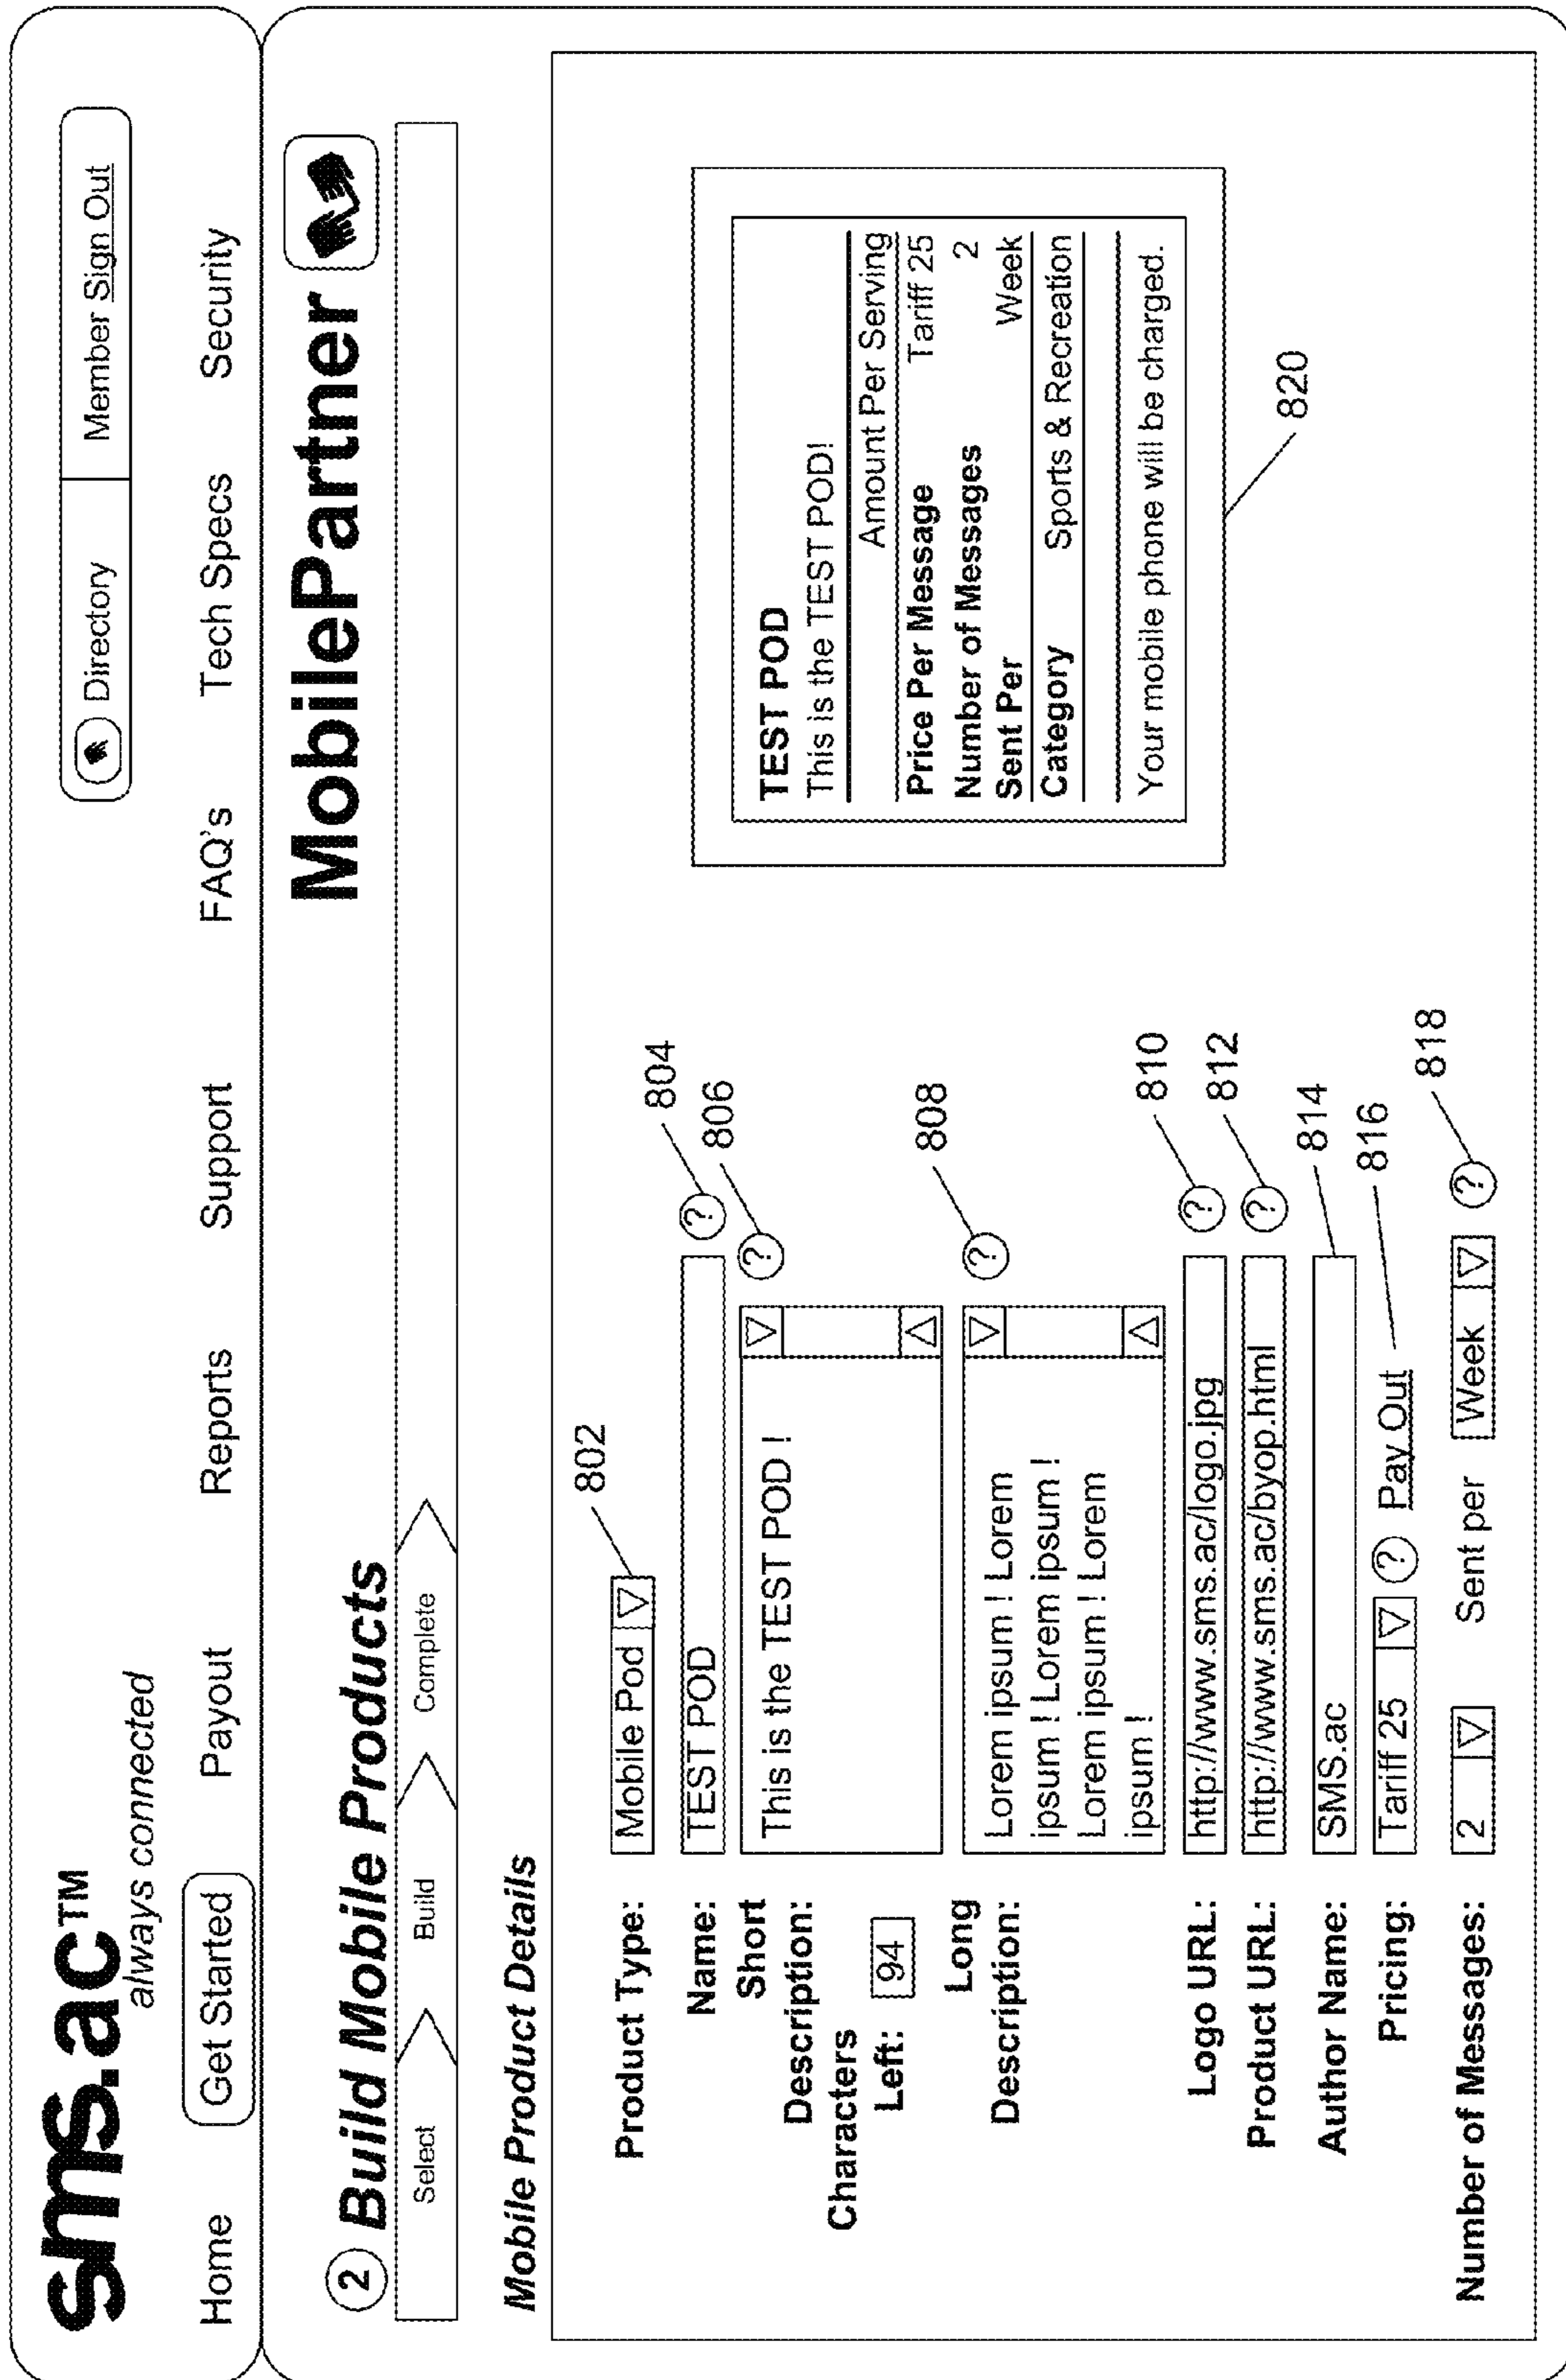 sms.ac™
always connected
Directory Member Sign Out
Home Get Started Payout Reports Support FAQ's Tech Specs Security
2 Build Mobile Products MobilePartner
Select Build Complete
Mobile Product Details
Product Type: Mobile Pod 802
Name: TEST POD ? 804
Short Description: This is the TEST POD ! ? 806
Characters Left: 94
Long Description: ? 808
Lorem ipsum ! Lorem
ipsum ! Lorem ipsum !
Lorem ipsum ! Lorem
ipsum !
Logo URL: http://www.sms.ac/logo.jpg ? 810
Product URL: http://www.sms.ac/byop.html ? 812
Author Name: SMS.ac 814
Pricing: Tariff 25 ? Pay Out 816
Number of Messages: 2 Sent per Week ? 818
TEST POD
This is the TEST POD!
Amount Per Serving
Price Per Message Tariff 25
Number of Messages 2
Sent Per Week
Category Sports & Recreation
Your mobile phone will be charged.
820